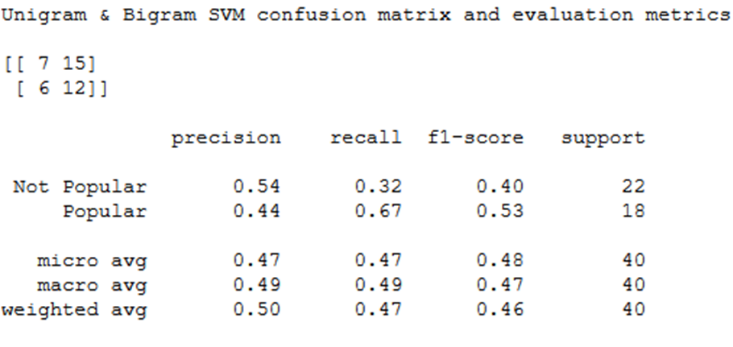 Unigram & Bigram SVM confusion matrix and evaluation metrics
[[ 7 15]
[ 6 12]]
precision recall f1-score support
Not Popular 0.54 0.32 0.40 22
Popular 0.44 0.67 0.53 18
micro avg 0.47 0.47 0.48 40
macro avg 0.49 0.49 0.47 40
weighted avg 0.50 0.47 0.46 40